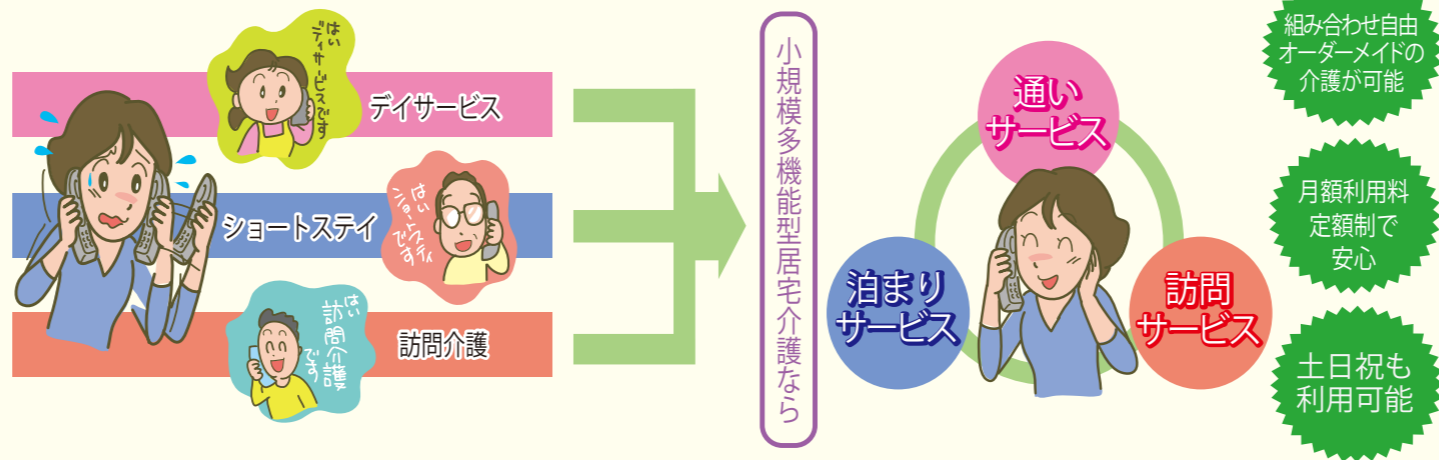 はい
デイサービスです
デイサービス
はい
ショートステイ
です
ショートステイ
はい
訪問介護
です
訪問介護
小規模多機能型居宅介護なら
通い
サービス
泊まり
サービス
訪問
サービス
組み合わせ自由
オーダーメイドの
介護が可能
月額利用料
定額制で
安心
土日祝も
利用可能